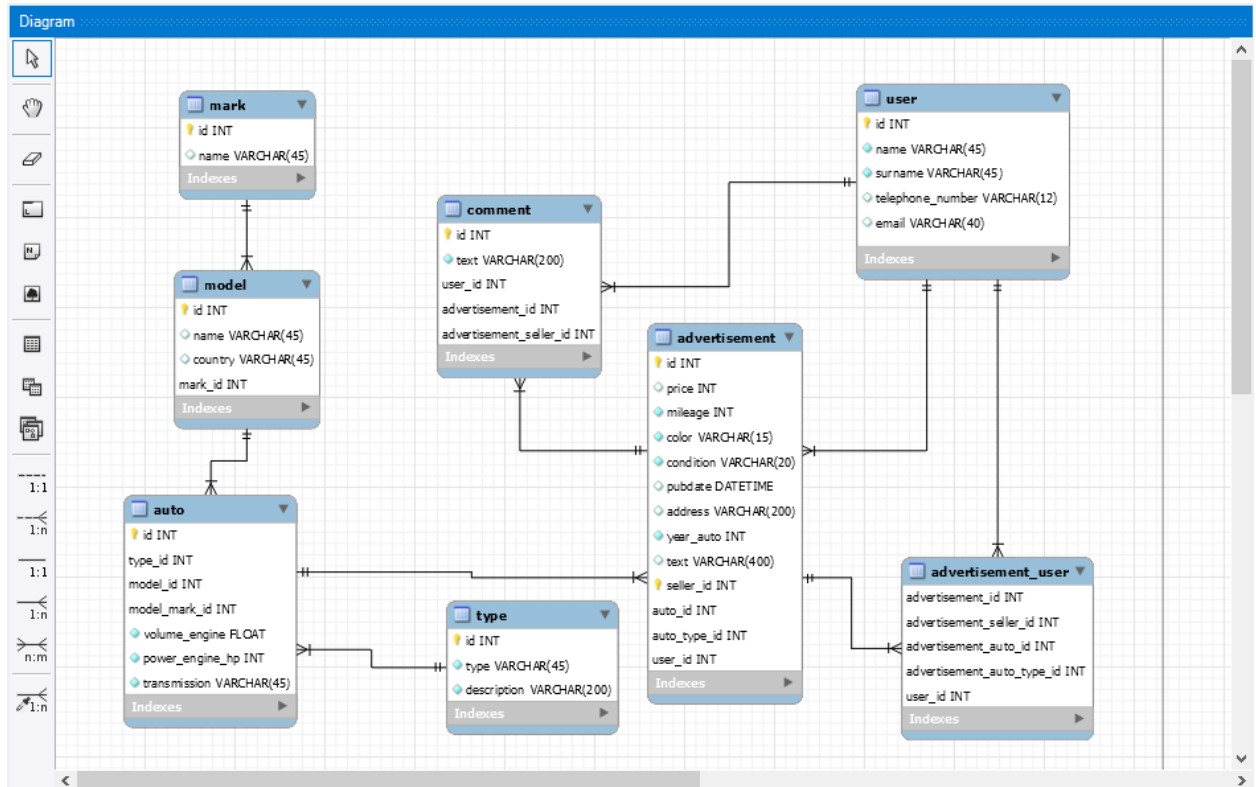 Diagram
mark
id INT
name VARCHAR(45)
Indexes
model
id INT
name VARCHAR(45)
country VARCHAR(45)
mark_id INT
Indexes
auto
id INT
type_id INT
model_id INT
model_mark_id INT
volume_engine FLOAT
power_engine_hp INT
transmission VARCHAR(45)
Indexes
comment
id INT
text VARCHAR(200)
user_id INT
advertisement_id INT
advertisement_seller_id INT
Indexes
type
id INT
type VARCHAR(45)
description VARCHAR(200)
Indexes
advertisement
id INT
price INT
mileage INT
color VARCHAR(15)
condition VARCHAR(20)
pubdate DATETIME
address VARCHAR(200)
year_auto INT
text VARCHAR(400)
seller_id INT
auto_id INT
auto_type_id INT
user_id INT
Indexes
user
id INT
name VARCHAR(45)
surname VARCHAR(45)
telephone_number VARCHAR(12)
email VARCHAR(40)
Indexes
advertisement_user
advertisement_id INT
advertisement_seller_id INT
advertisement_auto_id INT
advertisement_auto_type_id INT
user_id INT
Indexes
1:1
1:n
1:1
1:n
n:m
1:n